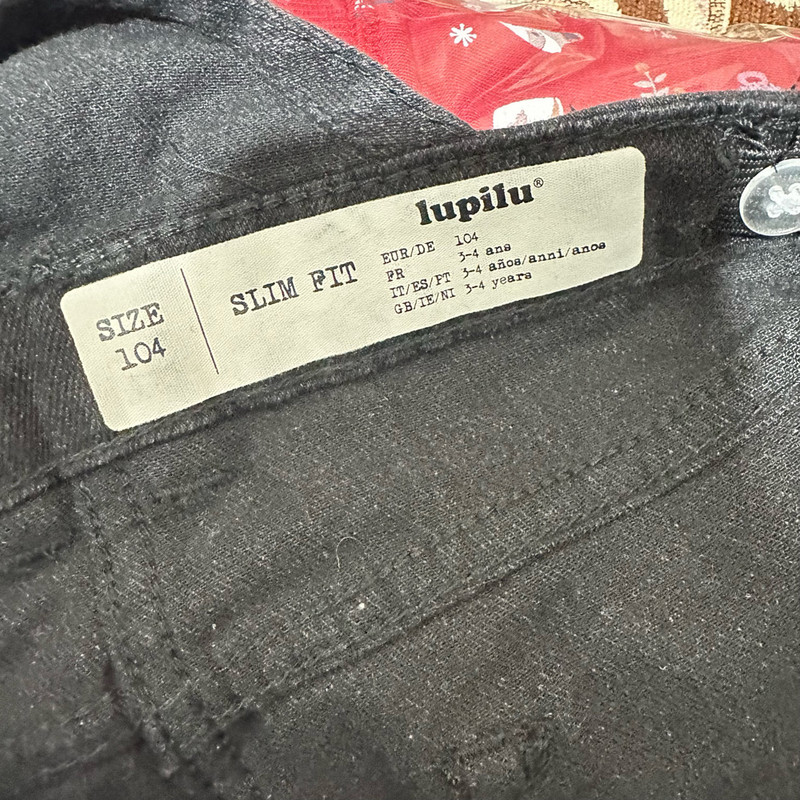 lupilu®
SIZE
104
SLIM FIT
EUR/DE 104
FR 3-4 ans
IT/ES/PT 3-4 años/anni/anos
GB/IE/NI 3-4 years